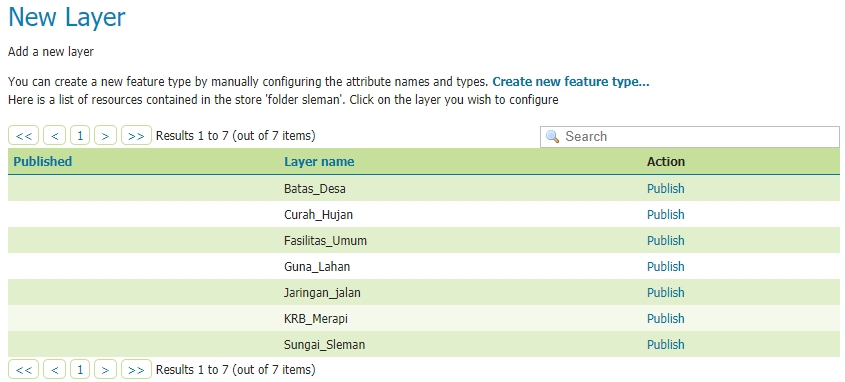 New Layer
Add a new layer
You can create a new feature type by manually configuring the attribute names and types. Create new feature type...
Here is a list of resources contained in the store 'folder sleman'. Click on the layer you wish to configure
<< < 1 > >> Results 1 to 7 (out of 7 items) Search
Published Layer name Action
Batas_Desa Publish
Curah_Hujan Publish
Fasilitas_Umum Publish
Guna_Lahan Publish
Jaringan_jalan Publish
KRB_Merapi Publish
Sungai_Sleman Publish
<< < 1 > >> Results 1 to 7 (out of 7 items)